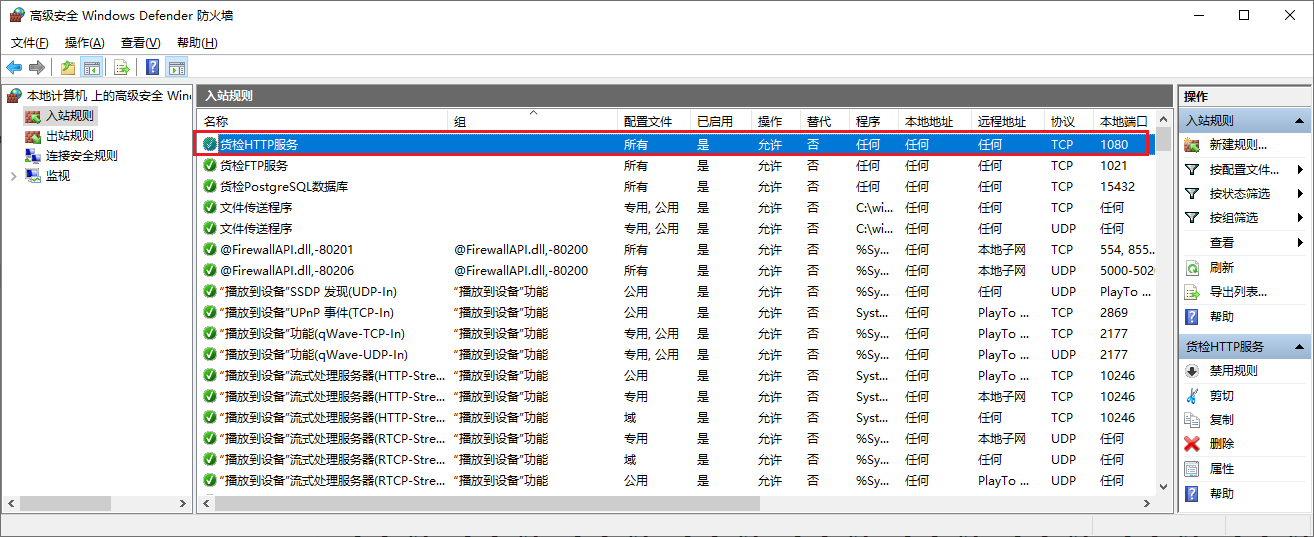 高级安全 Windows Defender 防火墙
文件(F) 操作(A) 查看(V) 帮助(H)
本地计算机 上的高级安全 Win
入站规则
出站规则
连接安全规则
监视
入站规则
名称 组 配置文件 已启用 操作 替代 程序 本地地址 远程地址 协议 本地端口
货检HTTP服务 所有 是 允许 否 任何 任何 任何 TCP 1080
货检FTP服务 所有 是 允许 否 任何 任何 任何 TCP 1021
货检PostgreSQL数据库 所有 是 允许 否 任何 任何 任何 TCP 15432
文件传送程序 专用, 公用 是 允许 否 C:\wi... 任何 任何 TCP 任何
文件传送程序 专用, 公用 是 允许 否 C:\wi... 任何 任何 UDP 任何
@FirewallAPI.dll,-80201 @FirewallAPI.dll,-80200 所有 是 允许 否 %Sy... 任何 本地子网 TCP 554, 855...
@FirewallAPI.dll,-80206 @FirewallAPI.dll,-80200 所有 是 允许 否 %Sy... 任何 本地子网 UDP 5000-502
“播放到设备”SSDP 发现(UDP-In) “播放到设备”功能 公用 是 允许 否 %Sy... 任何 任何 UDP PlayTo ...
“播放到设备”UPnP 事件(TCP-In) “播放到设备”功能 公用 是 允许 否 Syst... 任何 PlayTo ... TCP 2869
“播放到设备”功能(qWave-TCP-In) “播放到设备”功能 专用, 公用 是 允许 否 %Sy... 任何 PlayTo ... TCP 2177
“播放到设备”功能(qWave-UDP-In) “播放到设备”功能 专用, 公用 是 允许 否 %Sy... 任何 PlayTo ... UDP 2177
“播放到设备”流式处理服务器(HTTP-Stre... “播放到设备”功能 公用 是 允许 否 Syst... 任何 PlayTo ... TCP 10246
“播放到设备”流式处理服务器(HTTP-Stre... “播放到设备”功能 专用 是 允许 否 Syst... 任何 本地子网 TCP 10246
“播放到设备”流式处理服务器(HTTP-Stre... “播放到设备”功能 域 是 允许 否 Syst... 任何 任何 TCP 10246
“播放到设备”流式处理服务器(RTCP-Stre... “播放到设备”功能 专用 是 允许 否 %Sy... 任何 本地子网 UDP 任何
“播放到设备”流式处理服务器(RTCP-Stre... “播放到设备”功能 域 是 允许 否 %Sy... 任何 任何 UDP 任何
“播放到设备”流式处理服务器(RTCP-Stre... “播放到设备”功能 公用 是 允许 否 %Sy... 任何 PlayTo ... UDP 任何
操作
入站规则
新建规则...
按配置文件...
按状态筛选
按组筛选
查看
刷新
导出列表...
帮助
货检HTTP服务
禁用规则
剪切
复制
删除
属性
帮助